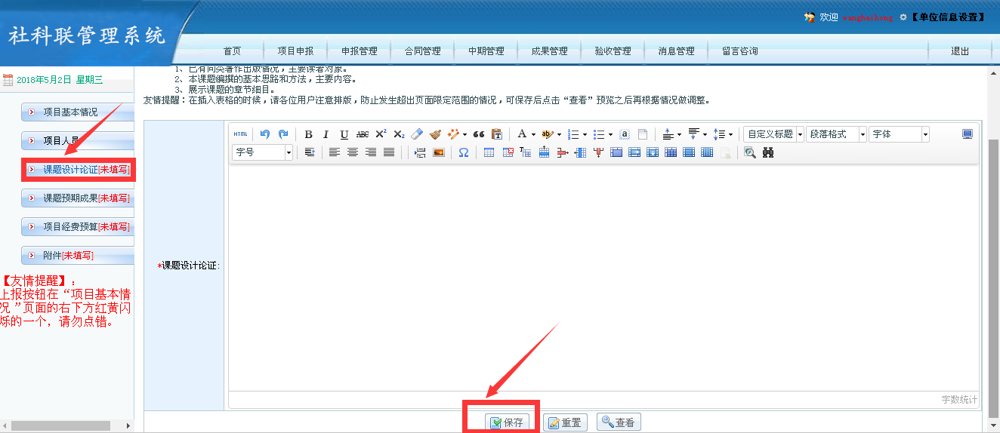 社科联管理系统
欢迎 wanghaihong 【单位信息设置】
首页 项目申报 申报管理 合同管理 中期管理 成果管理 验收管理 消息管理 留言咨询 退出
2018年5月2日 星期三
项目基本情况
项目人员
课题设计论证[未填写]
课题预期成果[未填写]
项目经费预算[未填写]
附件[未填写]
【友情提醒】：
上报按钮在“项目基本情
况 ”页面的右下方红黄闪
烁的一个，请勿点错。
1、已有同类著作出版情况，主要读者对象。
2、本课题编撰的基本思路和方法，主要内容。
3、展示课题的章节细目。
友情提醒：在插入表格的时候，请各位用户注意排版，防止发生超出页面限定范围的情况，可保存后点击“查看”预览之后再根据情况做调整。
HTML B I U ABC X² X₂ A ab a 自定义标题 段落格式 字体
字号
*课题设计论证:
字数统计
保存 重置 查看